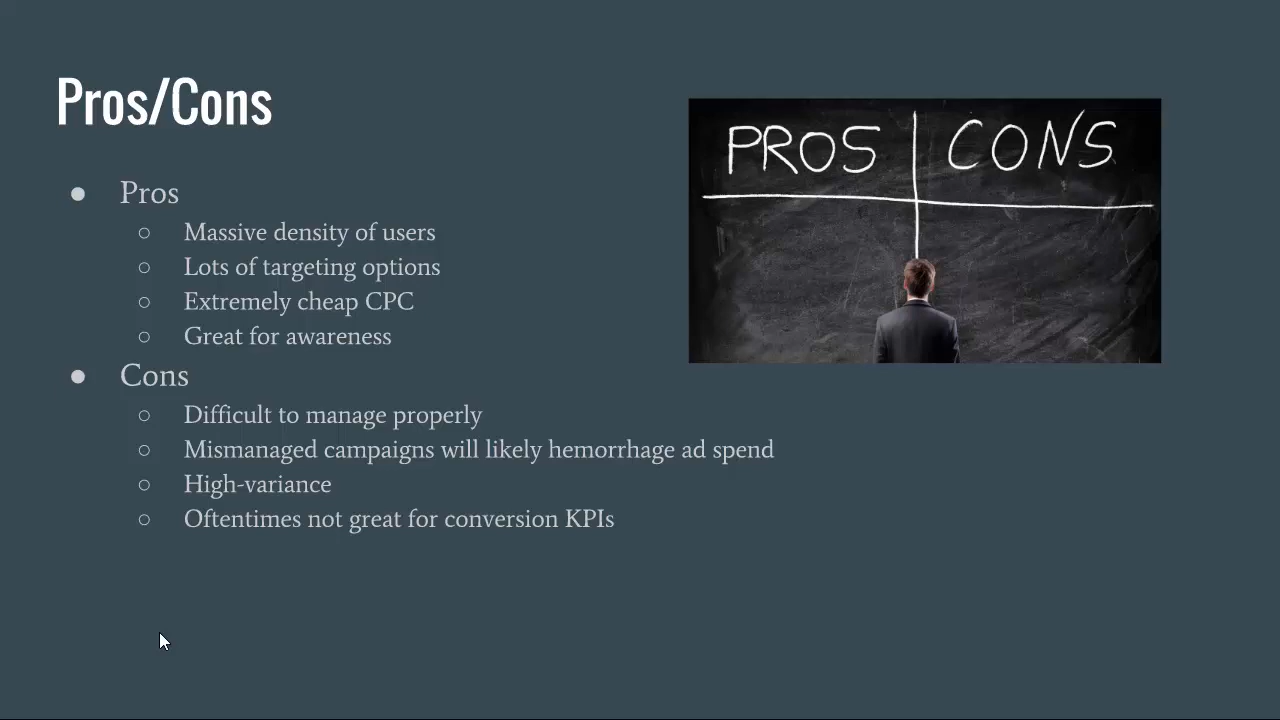 Pros/Cons
PROS CONS
Pros
Massive density of users
Lots of targeting options
Extremely cheap CPC
Great for awareness
Cons
Difficult to manage properly
Mismanaged campaigns will likely hemorrhage ad spend
High-variance
Oftentimes not great for conversion KPIs